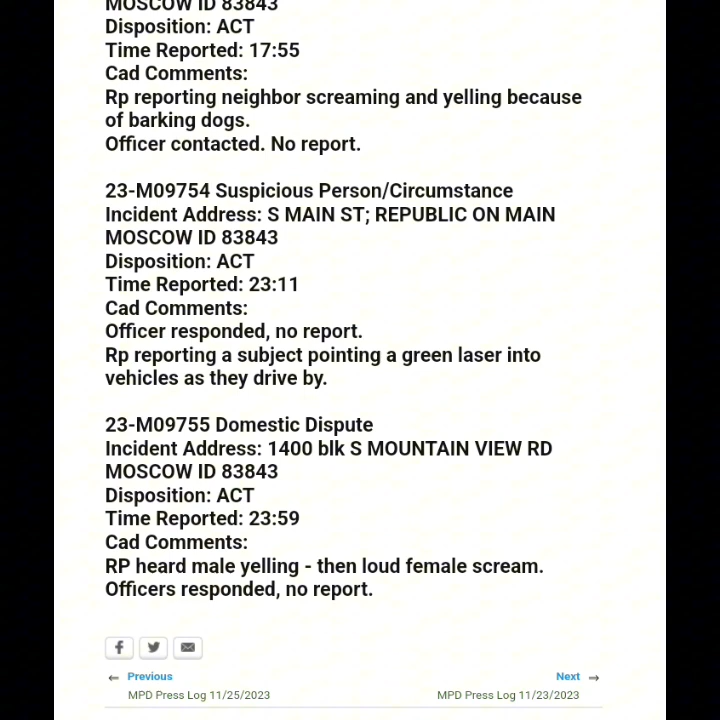 MOSCOW ID 83843
Disposition: ACT
Time Reported: 17:55
Cad Comments:
Rp reporting neighbor screaming and yelling because
of barking dogs.
Officer contacted. No report.
23-M09754 Suspicious Person/Circumstance
Incident Address: S MAIN ST; REPUBLIC ON MAIN
MOSCOW ID 83843
Disposition: ACT
Time Reported: 23:11
Cad Comments:
Officer responded, no report.
Rp reporting a subject pointing a green laser into
vehicles as they drive by.
23-M09755 Domestic Dispute
Incident Address: 1400 blk S MOUNTAIN VIEW RD
MOSCOW ID 83843
Disposition: ACT
Time Reported: 23:59
Cad Comments:
RP heard male yelling - then loud female scream.
Officers responded, no report.
← Previous Next →
MPD Press Log 11/25/2023 MPD Press Log 11/23/2023